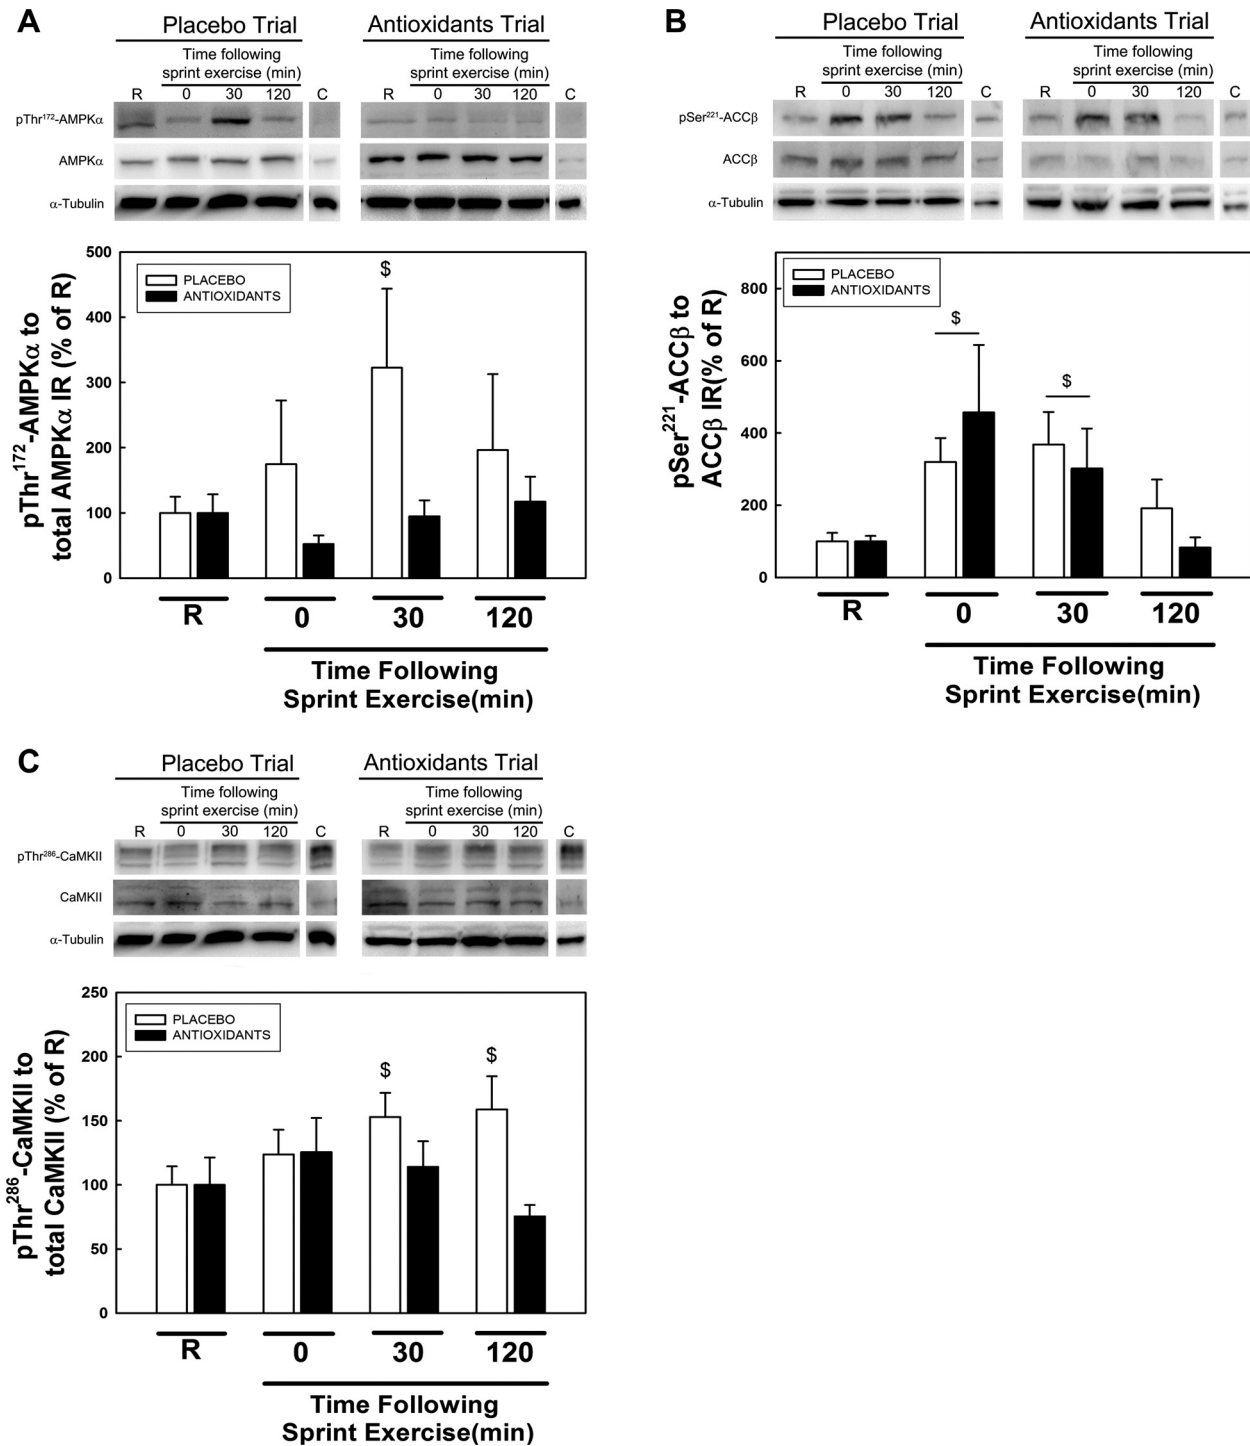 A
Placebo Trial
Antioxidants Trial
Time following
sprint exercise (min)
Time following
sprint exercise (min)
R 0 30 120 C
R 0 30 120 C
pThr¹⁷²-AMPKα
AMPKα
α-Tubulin
500
400
300
200
100
0
PLACEBO
ANTIOXIDANTS
$
pThr¹⁷²-AMPKα to
total AMPKα IR (% of R)
R 0 30 120
Time Following
Sprint Exercise(min)
B
Placebo Trial
Antioxidants Trial
Time following
sprint exercise (min)
Time following
sprint exercise (min)
R 0 30 120 C
R 0 30 120 C
pSer²²¹-ACCβ
ACCβ
α-Tubulin
800
600
400
200
0
PLACEBO
ANTIOXIDANTS
$
$
pSer²²¹-ACCβ to
ACCβ IR(% of R)
R 0 30 120
Time Following
Sprint Exercise(min)
C
Placebo Trial
Antioxidants Trial
Time following
sprint exercise (min)
Time following
sprint exercise (min)
R 0 30 120 C
R 0 30 120 C
pThr²⁸⁶-CaMKII
CaMKII
α-Tubulin
250
200
150
100
50
0
PLACEBO
ANTIOXIDANTS
$
$
pThr²⁸⁶-CaMKII to
total CaMKII (% of R)
R 0 30 120
Time Following
Sprint Exercise(min)